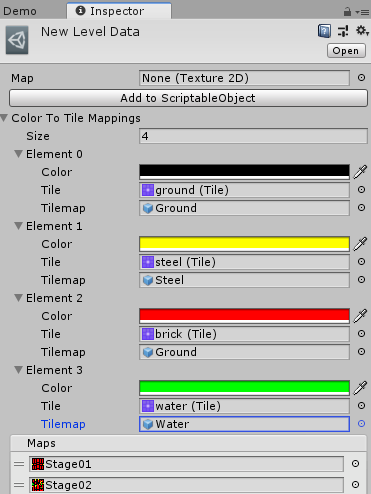 Demo Inspector
New Level Data
Open
Map None (Texture 2D)
Add to ScriptableObject
Color To Tile Mappings
Size 4
Element 0
Color
Tile ground (Tile)
Tilemap Ground
Element 1
Color
Tile steel (Tile)
Tilemap Steel
Element 2
Color
Tile brick (Tile)
Tilemap Ground
Element 3
Color
Tile water (Tile)
Tilemap Water
Maps
Stage01
Stage02